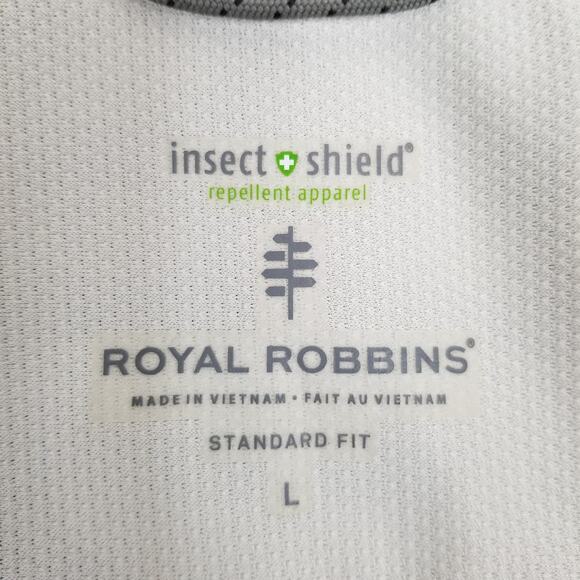 insect shield®
repellent apparel
ROYAL ROBBINS®
MADE IN VIETNAM • FAIT AU VIETNAM
STANDARD FIT
L